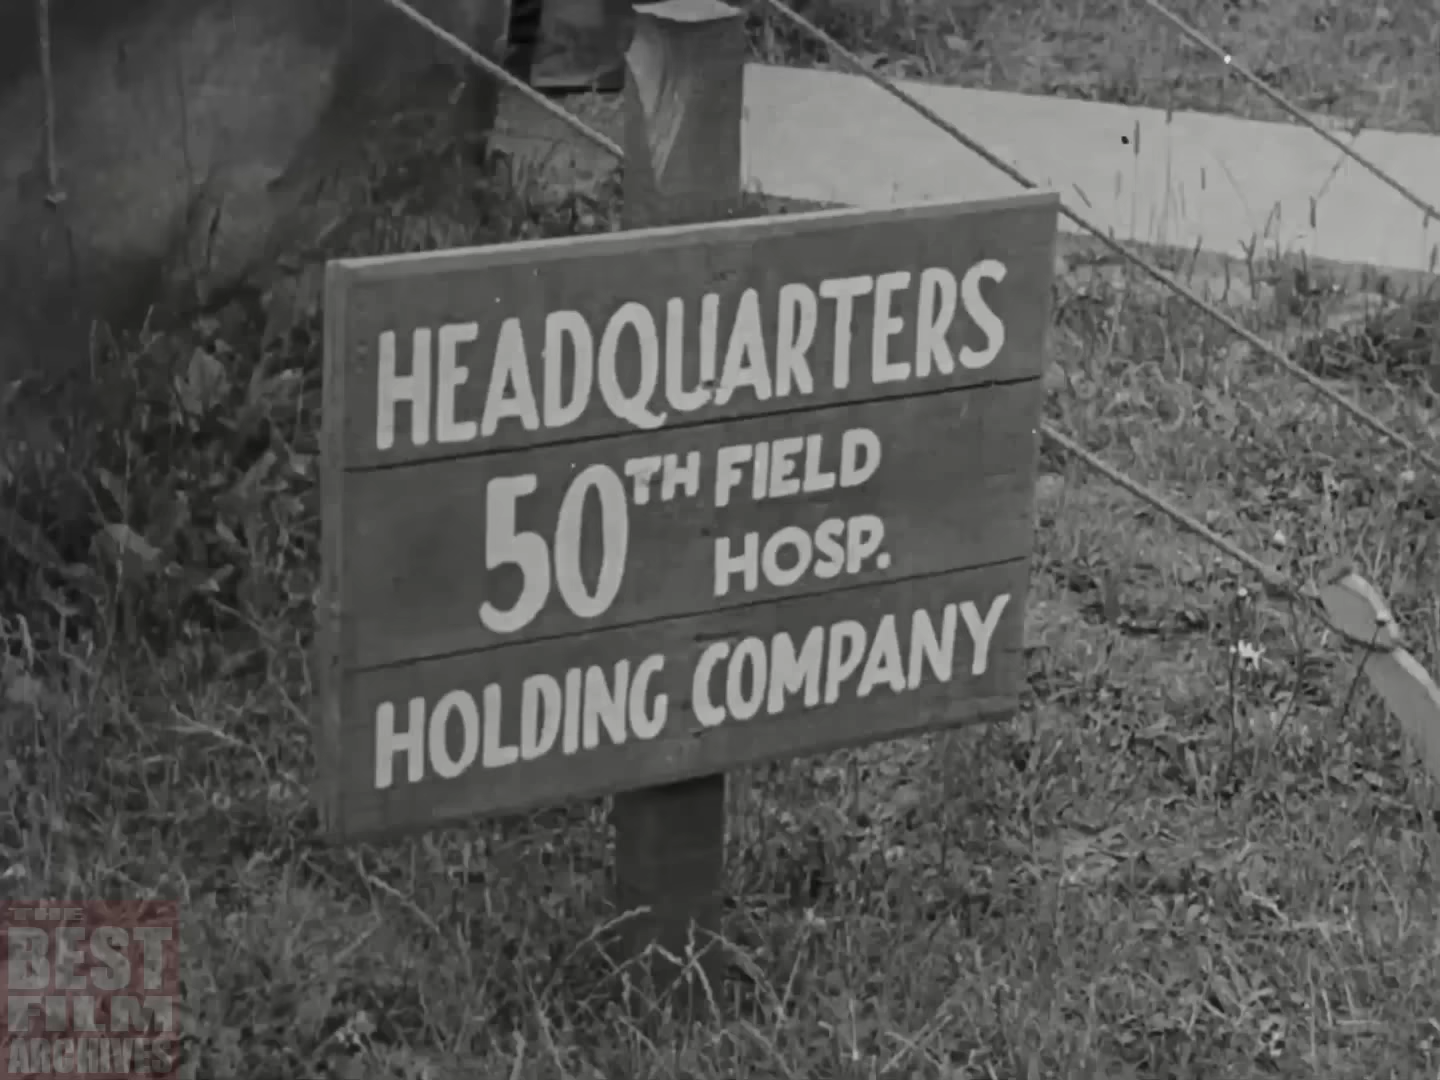 HEADQUARTERS
50TH FIELD
HOSP.
HOLDING COMPANY
THE
BEST
FILM
ARCHIVES